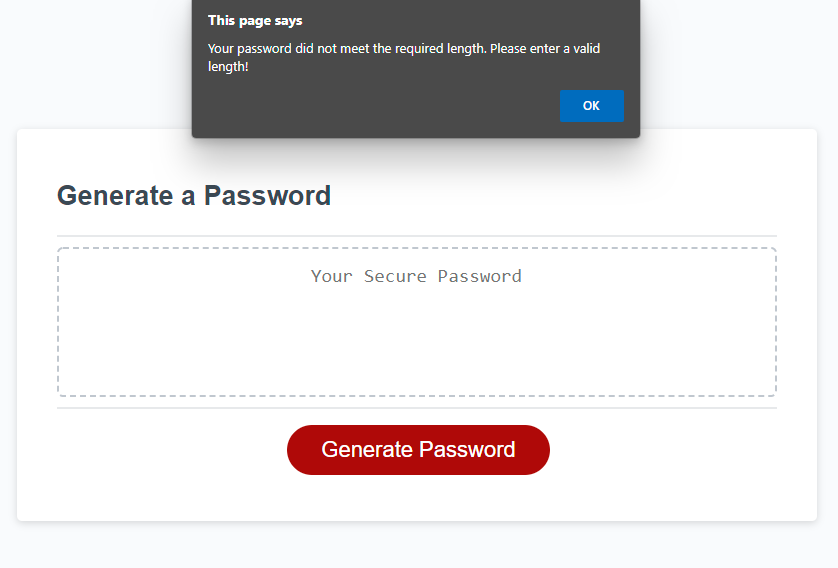 This page says
Your password did not meet the required length. Please enter a valid
length!
OK
Generate a Password
Your Secure Password
Generate Password